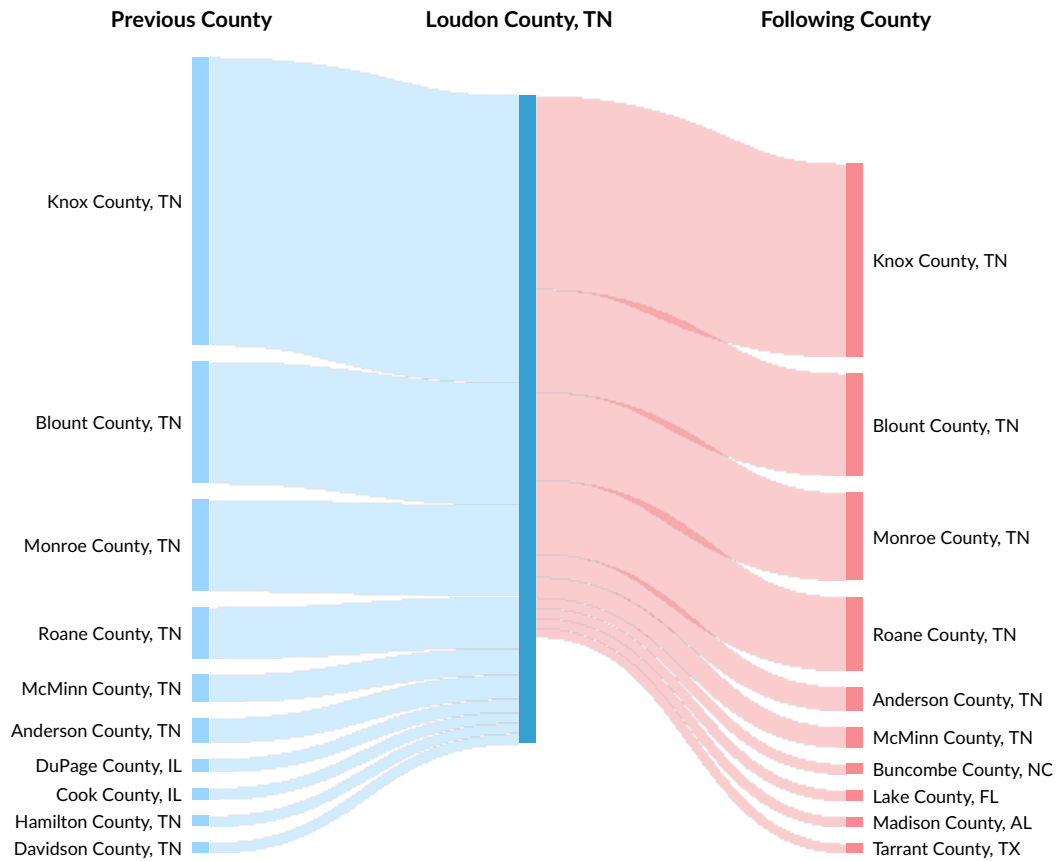 Previous County
Loudon County, TN
Following County
Knox County, TN
Blount County, TN
Monroe County, TN
Roane County, TN
McMinn County, TN
Anderson County, TN
DuPage County, IL
Cook County, IL
Hamilton County, TN
Davidson County, TN
Knox County, TN
Blount County, TN
Monroe County, TN
Roane County, TN
Anderson County, TN
McMinn County, TN
Buncombe County, NC
Lake County, FL
Madison County, AL
Tarrant County, TX